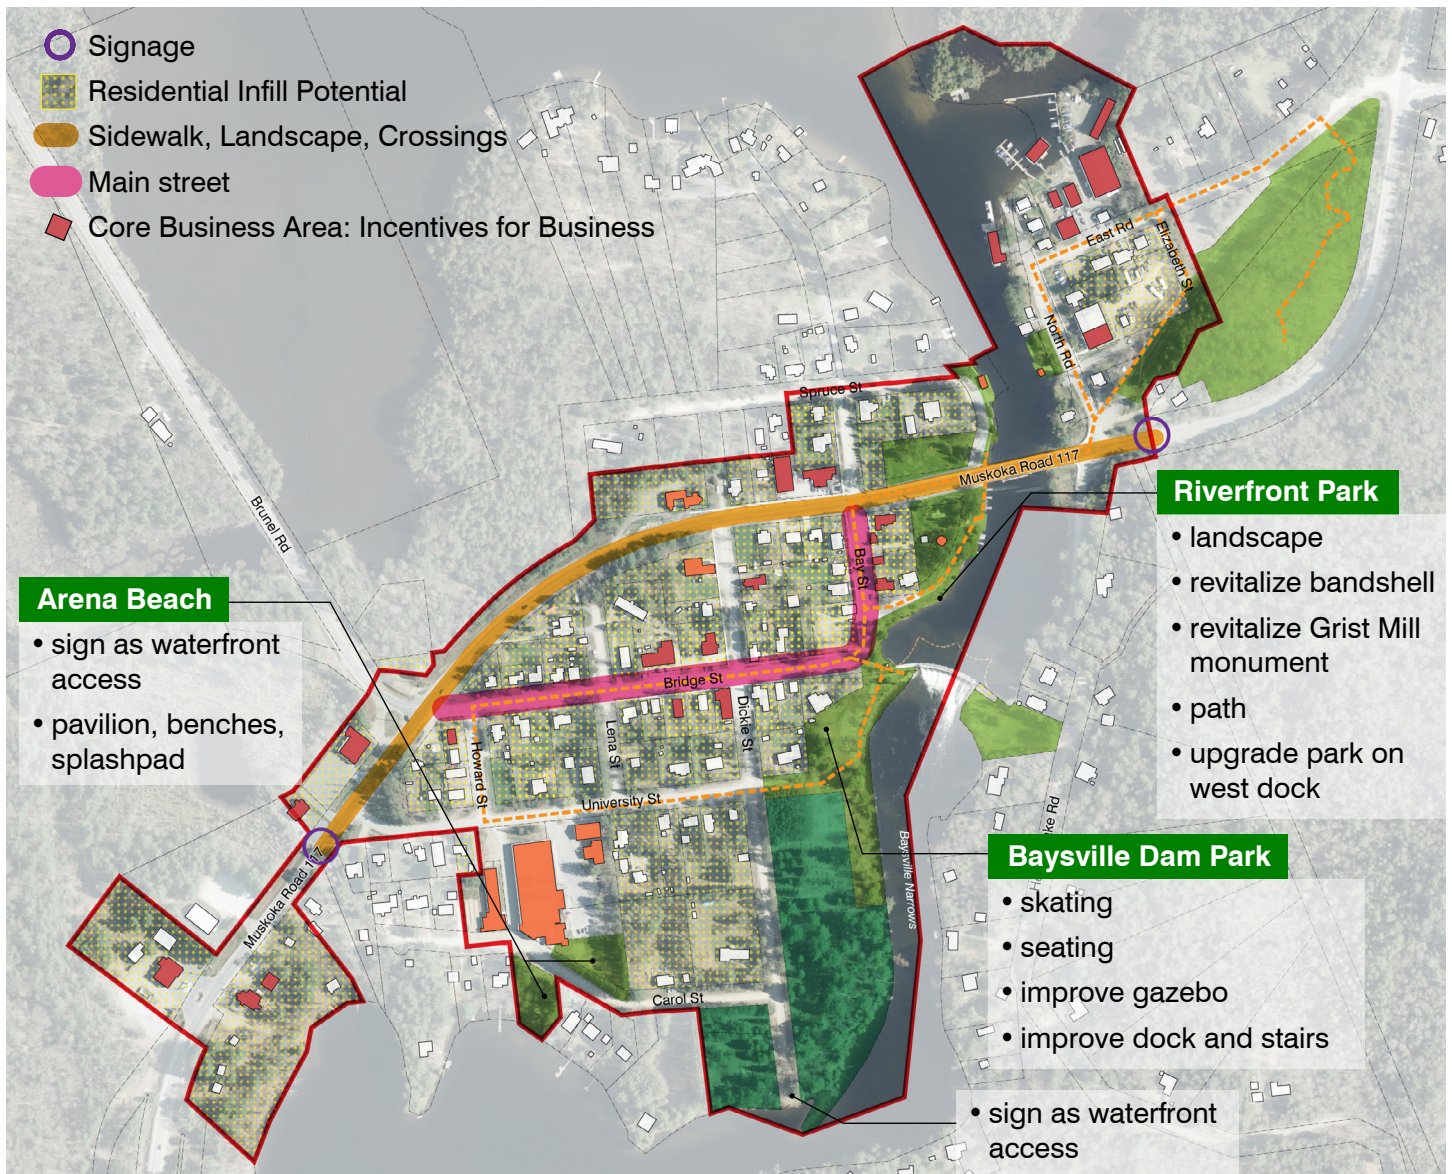 Signage
Residential Infill Potential
Sidewalk, Landscape, Crossings
Main street
Core Business Area: Incentives for Business
East Rd
Elizabeth St
North Rd
Spruce St
Muskoka Road 117
Brunel Rd
Riverfront Park
• landscape
• revitalize bandshell
• revitalize Grist Mill
monument
• path
• upgrade park on
west dock
Arena Beach
• sign as waterfront
access
• pavilion, benches,
splashpad
Bay St
Bridge St
Dickie St
Lena St
Howard St
University St
Muskoka Road 117
Baysville Narrows
ke Rd
Baysville Dam Park
• skating
• seating
• improve gazebo
• improve dock and stairs
Carol St
• sign as waterfront
access